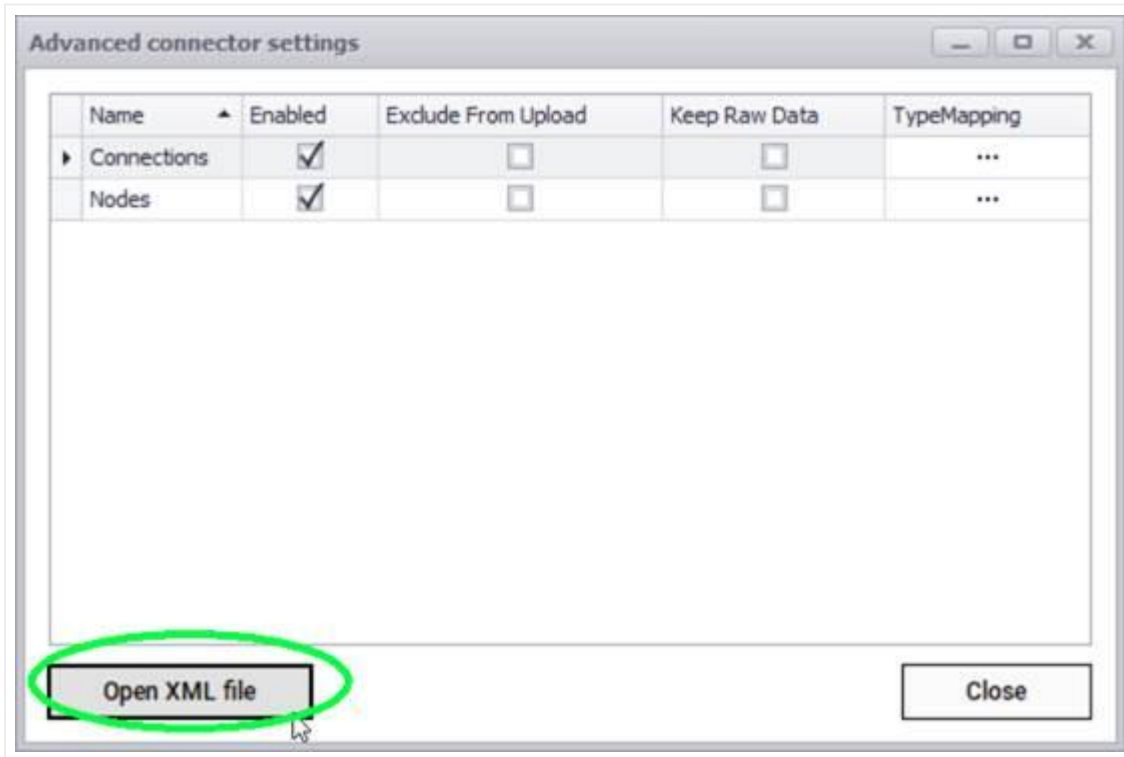 Advanced connector settings
Name Enabled Exclude From Upload Keep Raw Data TypeMapping
Connections ...
Nodes ...
Open XML file Close